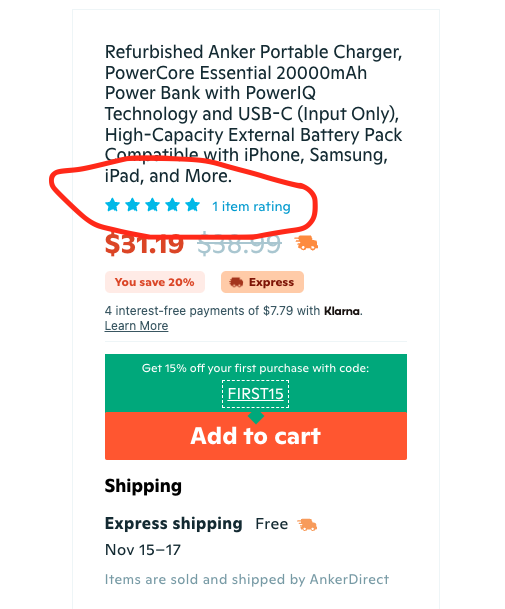 Refurbished Anker Portable Charger,
PowerCore Essential 20000mAh
Power Bank with PowerIQ
Technology and USB-C (Input Only),
High-Capacity External Battery Pack
Compatible with iPhone, Samsung,
iPad, and More.
1 item rating
$31.19 $38.99
You save 20% Express
4 interest-free payments of $7.79 with Klarna.
Learn More
Get 15% off your first purchase with code:
FIRST15
Add to cart
Shipping
Express shipping Free
Nov 15–17
Items are sold and shipped by AnkerDirect